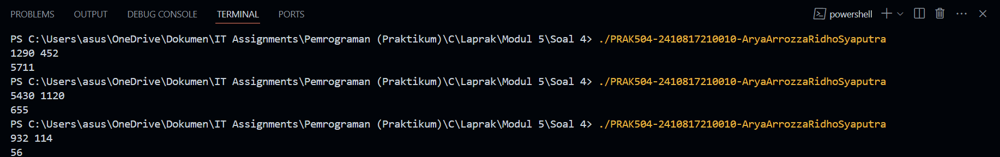 PROBLEMS OUTPUT DEBUG CONSOLE TERMINAL PORTS powershell
PS C:\Users\asus\OneDrive\Dokumen\IT Assignments\Pemrograman (Praktikum)\C\Laprak\Modul 5\Soal 4> ./PRAK504-2410817210010-AryaArrozzaRidhoSyaputra
1290 452
5711
PS C:\Users\asus\OneDrive\Dokumen\IT Assignments\Pemrograman (Praktikum)\C\Laprak\Modul 5\Soal 4> ./PRAK504-2410817210010-AryaArrozzaRidhoSyaputra
5430 1120
655
PS C:\Users\asus\OneDrive\Dokumen\IT Assignments\Pemrograman (Praktikum)\C\Laprak\Modul 5\Soal 4> ./PRAK504-2410817210010-AryaArrozzaRidhoSyaputra
932 114
56